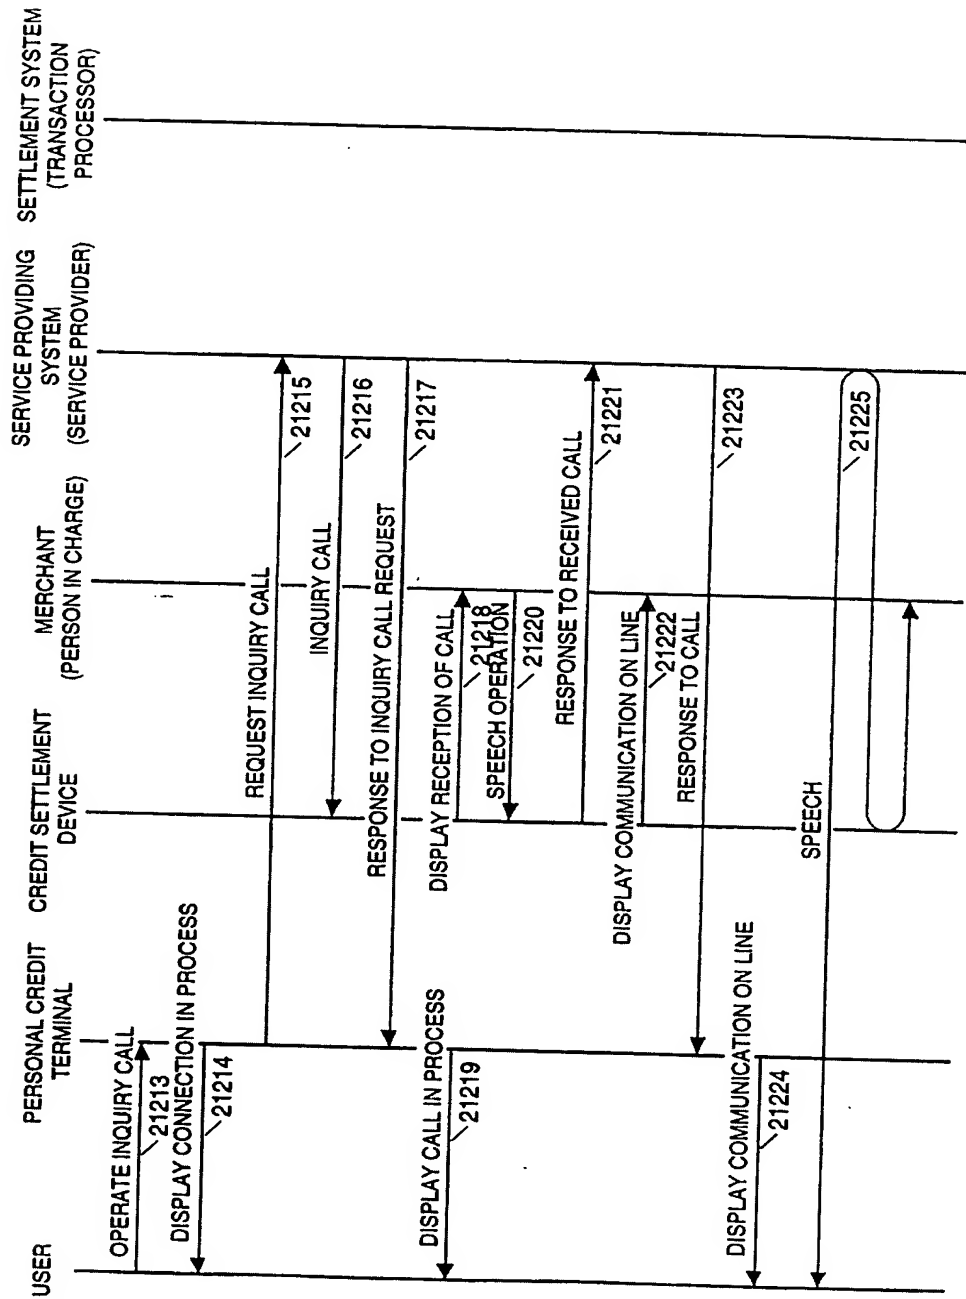 USER
PERSONAL CREDIT
TERMINAL
CREDIT SETTLEMENT
DEVICE
MERCHANT
(PERSON IN CHARGE)
SERVICE PROVIDING
SYSTEM
(SERVICE PROVIDER)
SETTLEMENT SYSTEM
(TRANSACTION
PROCESSOR)
OPERATE INQUIRY CALL
21213
DISPLAY CONNECTION IN PROCESS
21214
REQUEST INQUIRY CALL
21215
INQUIRY CALL
21216
RESPONSE TO INQUIRY CALL REQUEST
21217
DISPLAY RECEPTION OF CALL
21218
DISPLAY CALL IN PROCESS
21219
SPEECH OPERATION
21220
RESPONSE TO RECEIVED CALL
21221
DISPLAY COMMUNICATION ON LINE
21222
RESPONSE TO CALL
21223
DISPLAY COMMUNICATION ON LINE
21224
SPEECH
21225